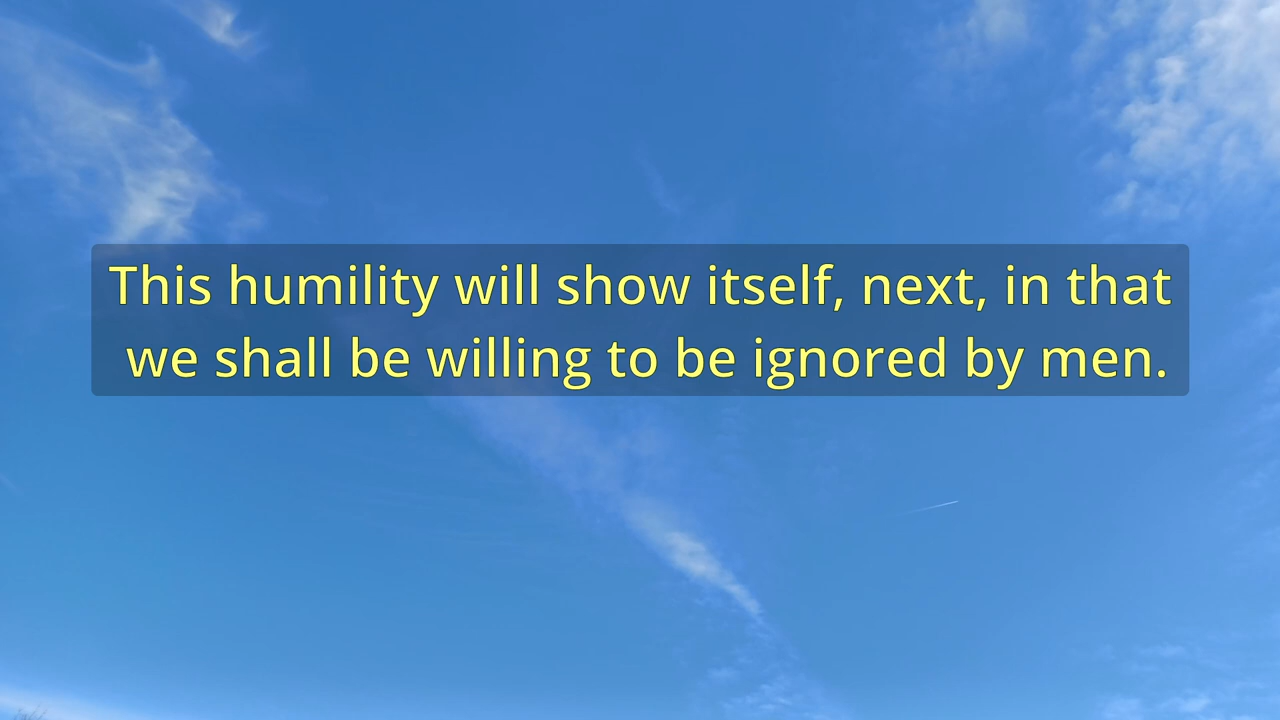 This humility will show itself, next, in that
we shall be willing to be ignored by men.